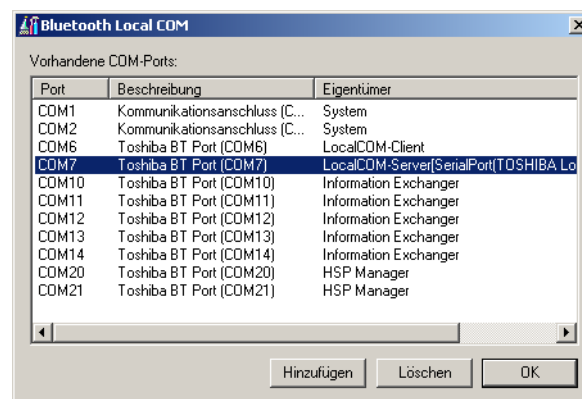 Bluetooth Local COM
Vorhandene COM-Ports:
Port Beschreibung Eigentümer
COM1 Kommunikationsanschluss (C... System
COM2 Kommunikationsanschluss (C... System
COM6 Toshiba BT Port (COM6) LocalCOM-Client
COM7 Toshiba BT Port (COM7) LocalCOM-Server[SerialPort(TOSHIBA Lo
COM10 Toshiba BT Port (COM10) Information Exchanger
COM11 Toshiba BT Port (COM11) Information Exchanger
COM12 Toshiba BT Port (COM12) Information Exchanger
COM13 Toshiba BT Port (COM13) Information Exchanger
COM14 Toshiba BT Port (COM14) Information Exchanger
COM20 Toshiba BT Port (COM20) HSP Manager
COM21 Toshiba BT Port (COM21) HSP Manager
Hinzufügen Löschen OK